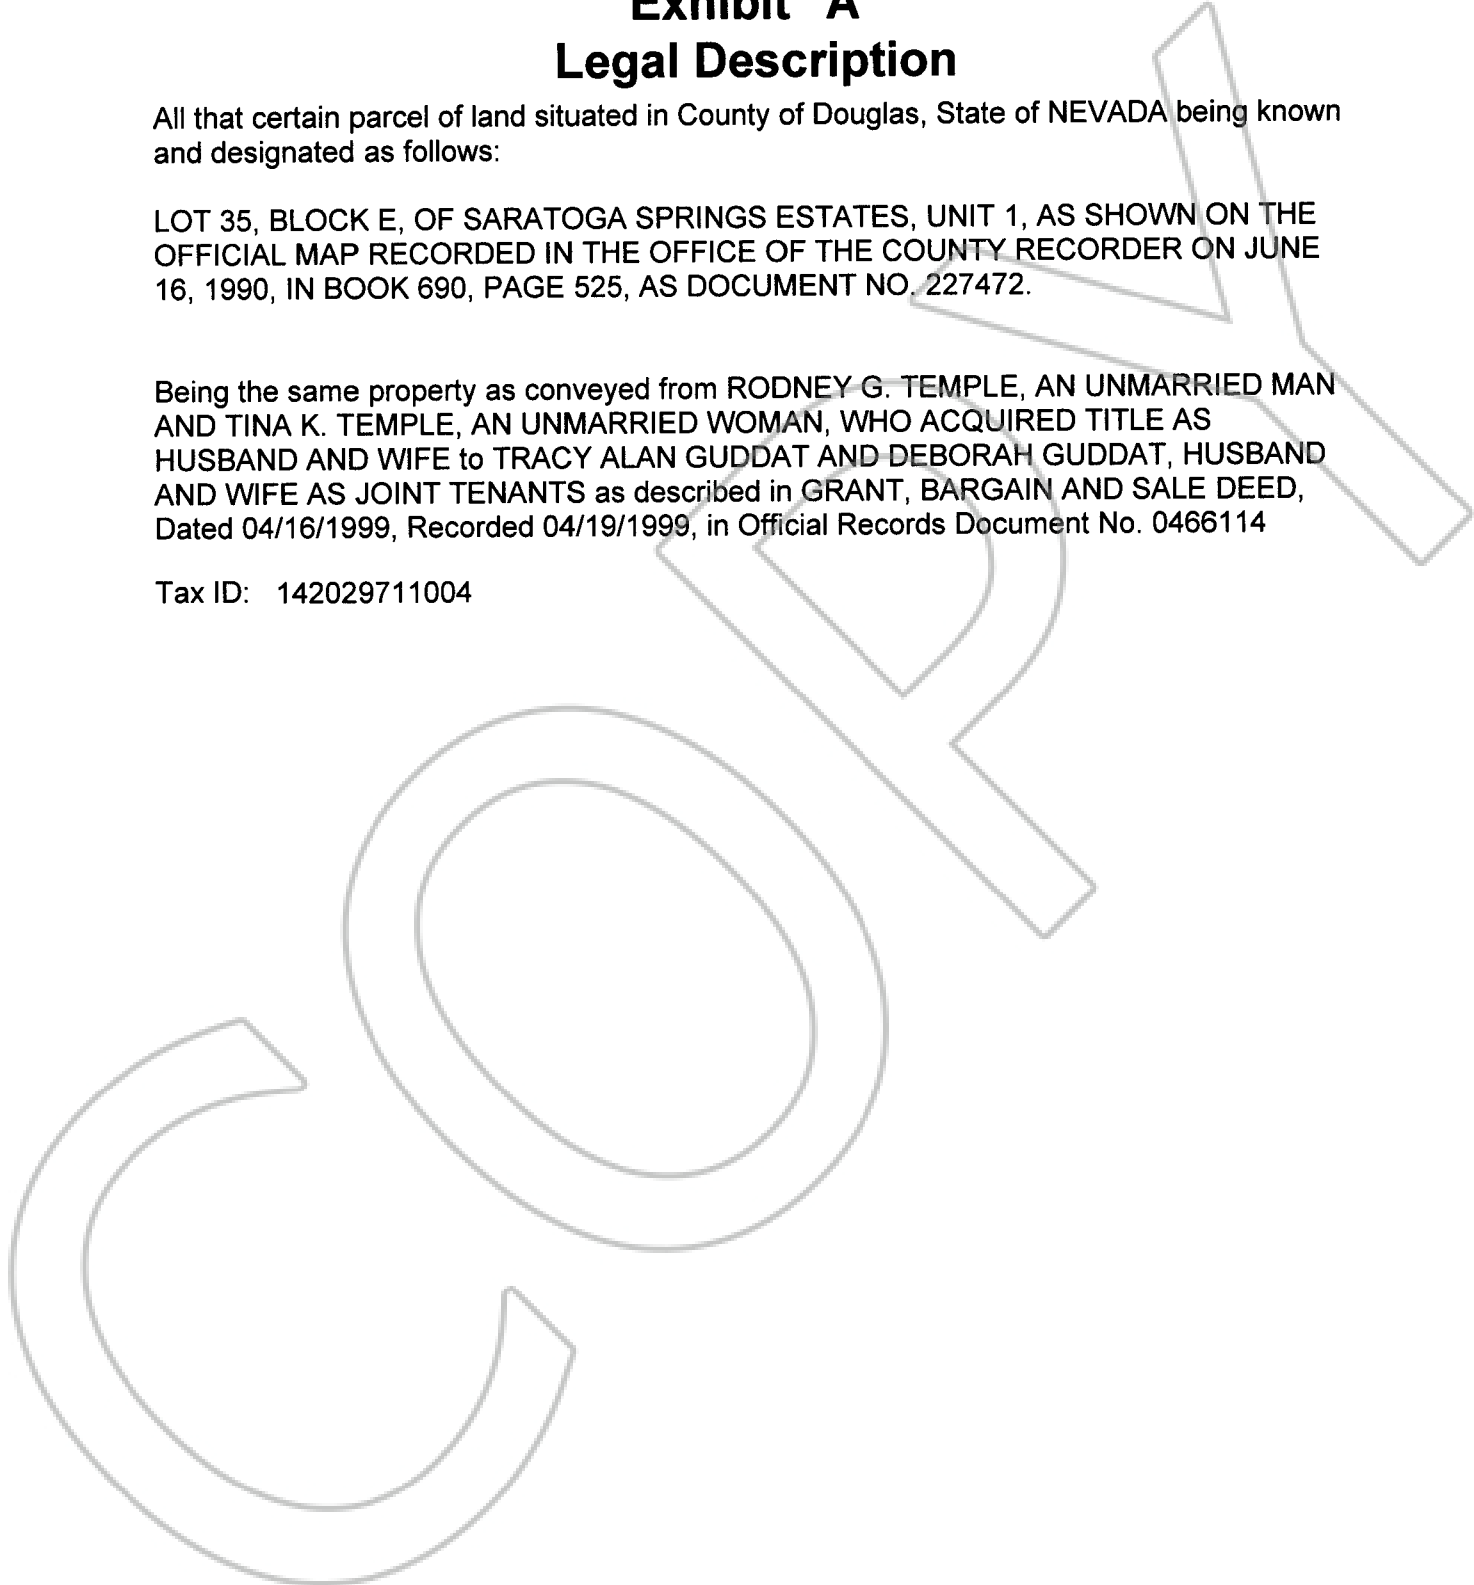 Exhibit "A
Legal Description
All that certain parcel of land situated in County of Douglas, State of NEVADA being known
and designated as follows:
LOT 35, BLOCK E, OF SARATOGA SPRINGS ESTATES, UNIT 1, AS SHOWN ON THE
OFFICIAL MAP RECORDED IN THE OFFICE OF THE COUNTY RECORDER ON JUNE
16, 1990, IN BOOK 690, PAGE 525, AS DOCUMENT NO. 227472.
Being the same property as conveyed from RODNEY G. TEMPLE, AN UNMARRIED MAN
AND TINA K. TEMPLE, AN UNMARRIED WOMAN, WHO ACQUIRED TITLE AS
HUSBAND AND WIFE to TRACY ALAN GUDDAT AND DEBORAH GUDDAT, HUSBAND
AND WIFE AS JOINT TENANTS as described in GRANT, BARGAIN AND SALE DEED,
Dated 04/16/1999, Recorded 04/19/1999, in Official Records Document No. 0466114
Tax ID: 142029711004
COPY